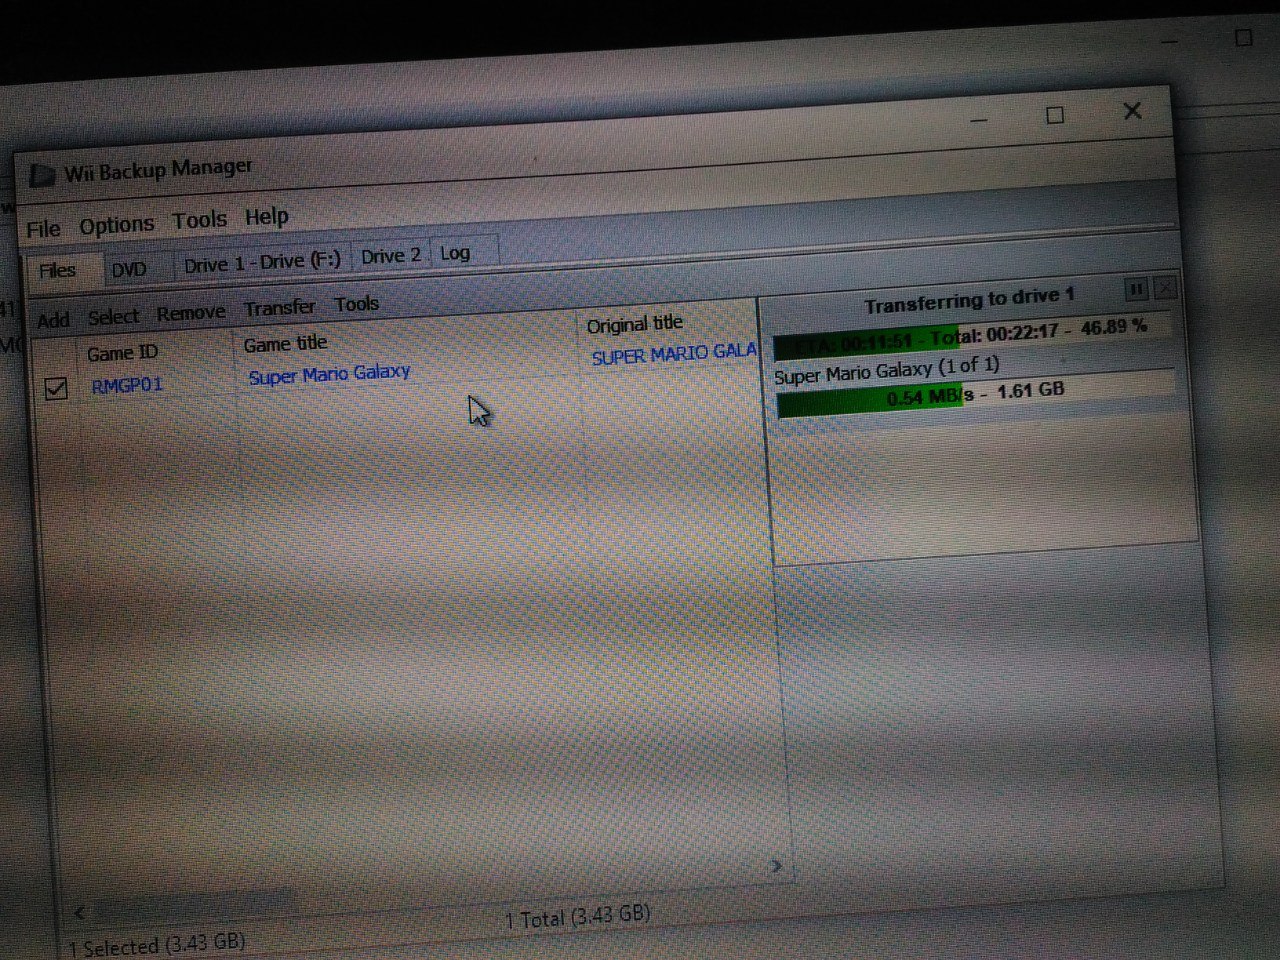 Wii Backup Manager
File Options Tools Help
Files DVD Drive 1 - Drive (F:) Drive 2 Log
Add Select Remove Transfer Tools
Game ID Game title Original title
RMGP01 Super Mario Galaxy SUPER MARIO GALA
Transferring to drive 1
ETA: 00:11:51 - Total: 00:22:17 - 46.89 %
Super Mario Galaxy (1 of 1)
0.54 MB/s - 1.61 GB
1 Selected (3.43 GB) 1 Total (3.43 GB)